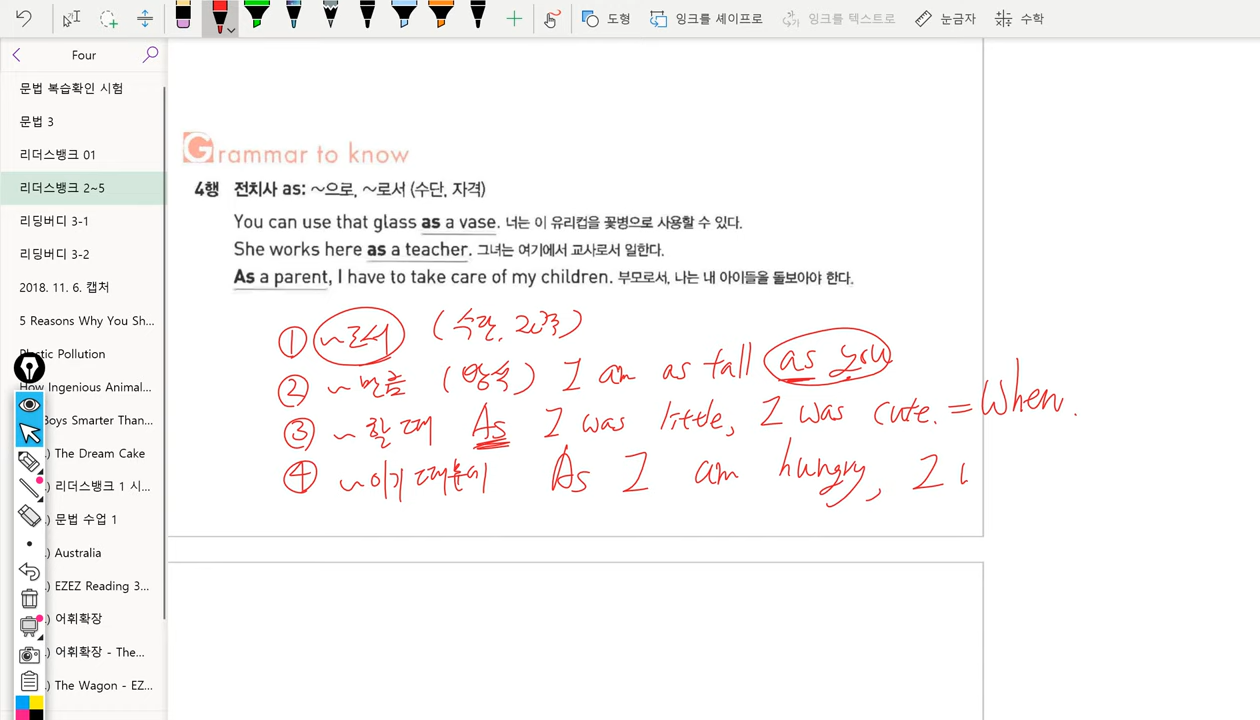 도형
잉크를 셰이프로
잉크를 텍스트로
눈금자
수학
Four
문법 복습확인 시험
문법 3
리더스뱅크 01
리더스뱅크 2~5
리딩버디 3-1
리딩버디 3-2
2018. 11. 6. 캡처
5 Reasons Why You Sh...
Plastic Pollution
How Ingenious Animal...
Boys Smarter Than...
.) The Dream Cake
.) 리더스뱅크 1 시...
.) 문법 수업 1
.) Australia
.) EZEZ Reading 3...
.) 어휘확장
.) 어휘확장 - The...
.) The Wagon - EZ...
Grammar to know
4행 전치사 as: ~으로, ~로서 (수단, 자격)
You can use that glass as a vase. 너는 이 유리컵을 꽃병으로 사용할 수 있다.
She works here as a teacher. 그녀는 여기에서 교사로서 일한다.
As a parent, I have to take care of my children. 부모로서, 나는 내 아이들을 돌보아야 한다.
① ~로서 (수단,
② ~만큼 I am as tall as you
③ ~할 때 As I was little, I was cute. = When.
④ ~이기 때문에 As I am hungry, I